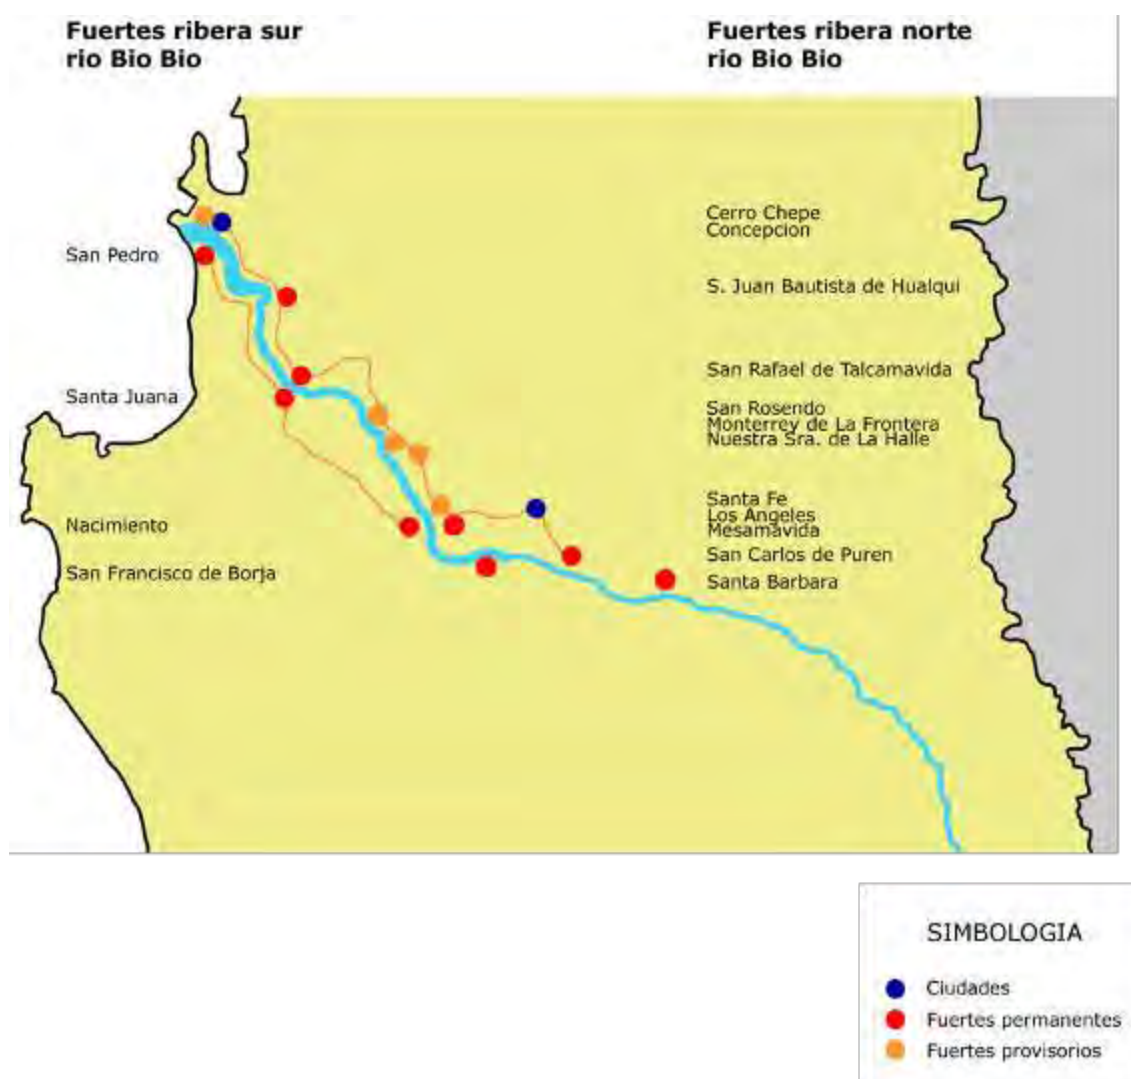 Fuertes ribera sur
rio Bio Bio
Fuertes ribera norte
rio Bio Bio
Cerro Chepe
Concepcion
San Pedro
S. Juan Bautista de Hualqui
San Rafael de Talcamavida
Santa Juana
San Rosendo
Monterrey de La Frontera
Nuestra Sra. de La Halle
Santa Fe
Los Angeles
Mesamavida
Nacimiento
San Carlos de Puren
San Francisco de Borja
Santa Barbara
SIMBOLOGIA
Ciudades
Fuertes permanentes
Fuertes provisorios